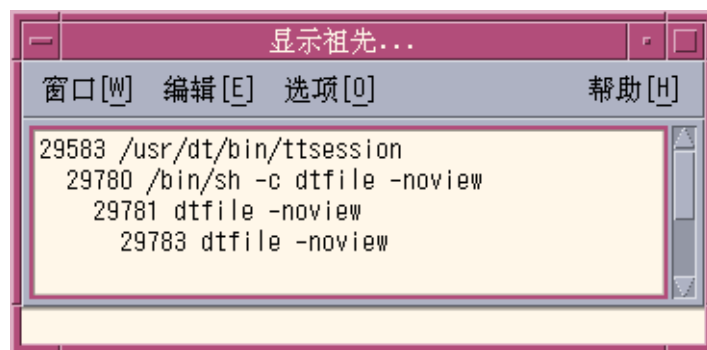 显示祖先...
窗口[W] 编辑[E] 选项[O] 帮助[H]
29583 /usr/dt/bin/ttsession
29780 /bin/sh -c dtfile -noview
29781 dtfile -noview
29783 dtfile -noview